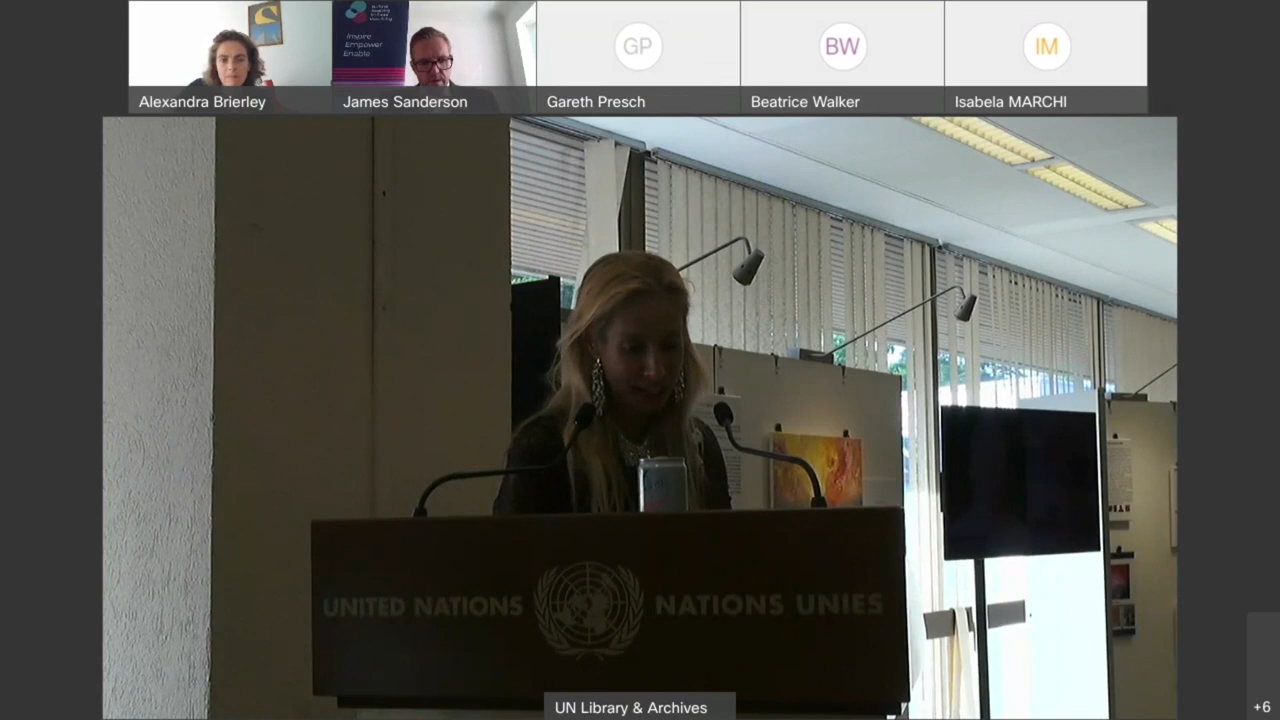 Inspire
Empower
Enable
GP
BW
IM
Alexandra Brierley
James Sanderson
Gareth Presch
Beatrice Walker
Isabela MARCHI
UNITED NATIONS
NATIONS UNIES
UN Library & Archives
+6